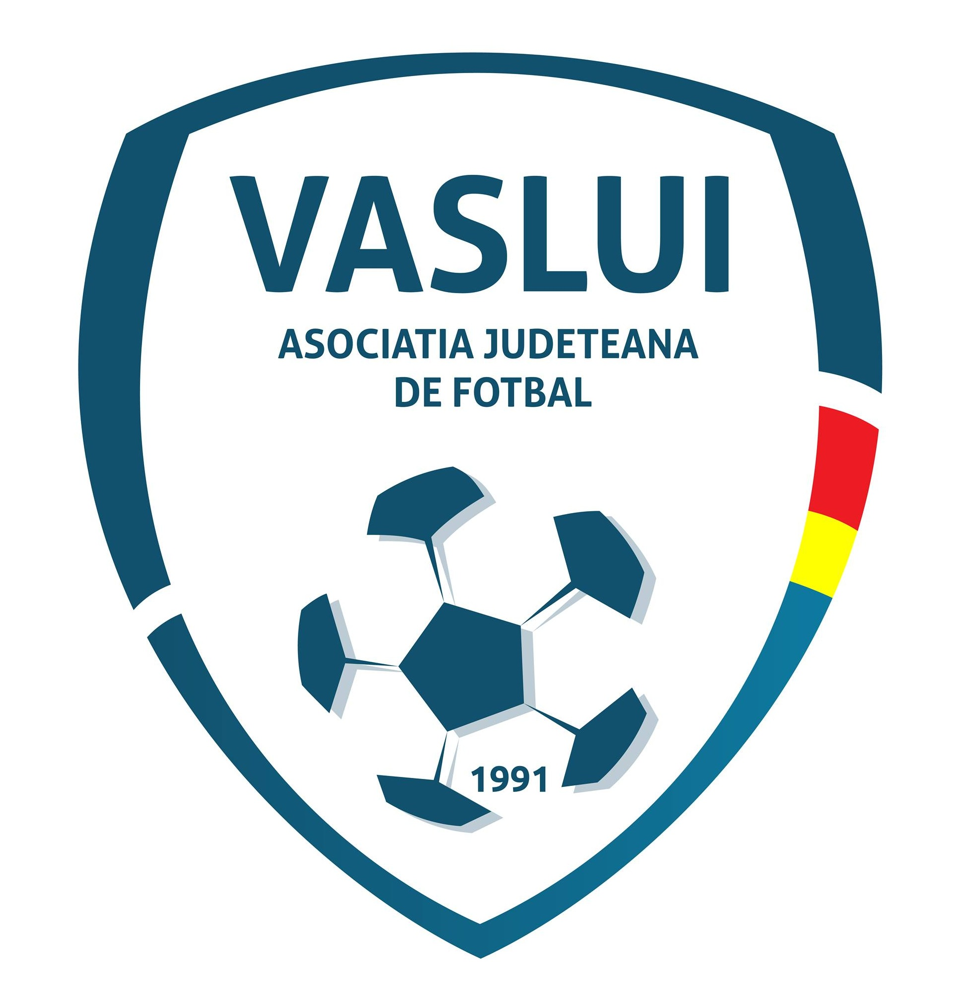 VASLUI
ASOCIATIA JUDETEANA
DE FOTBAL
1991